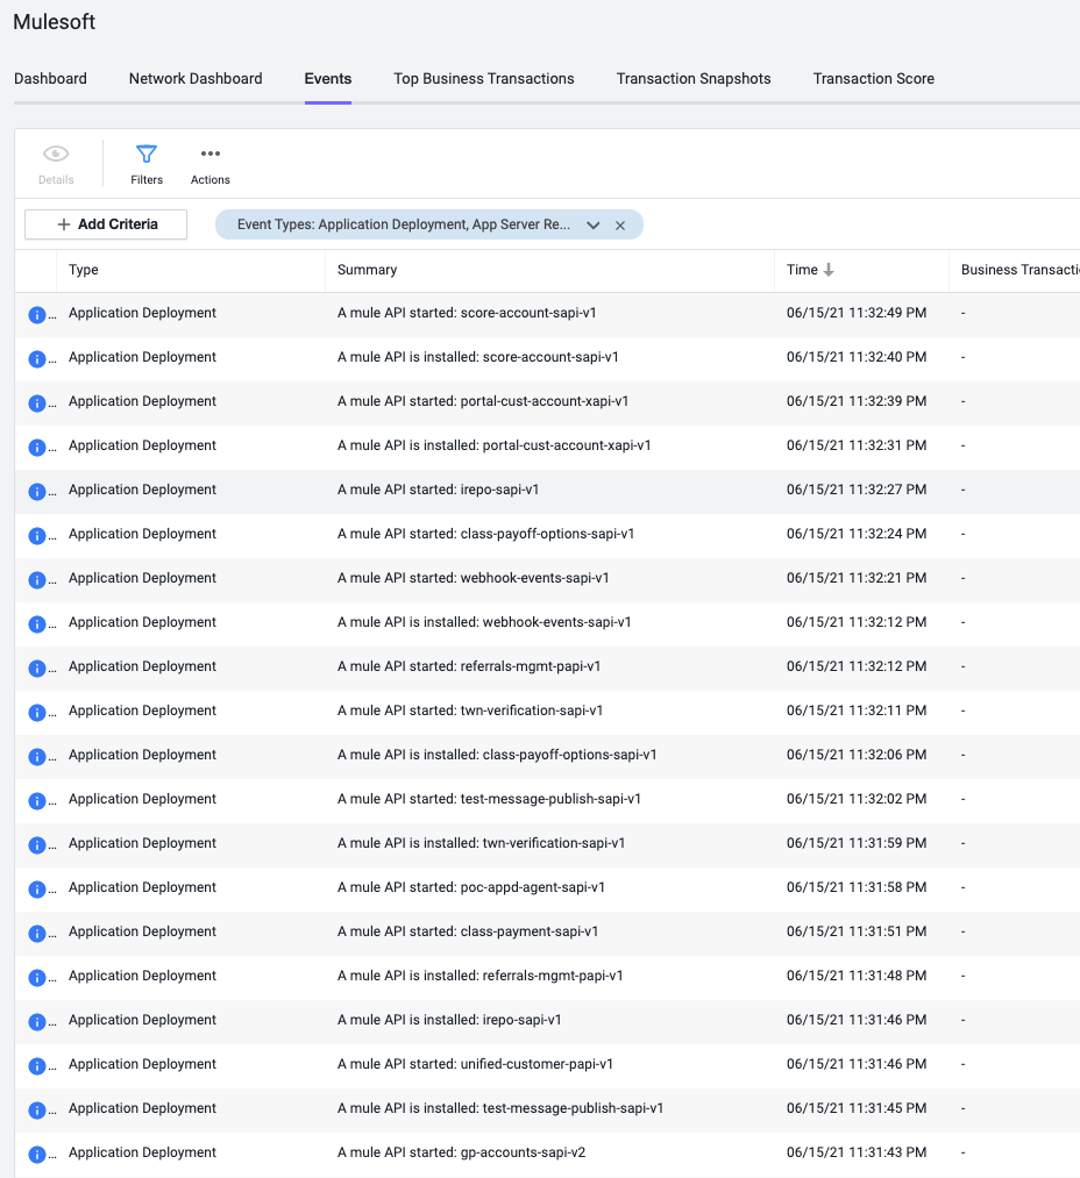 Mulesoft
Dashboard Network Dashboard Events Top Business Transactions Transaction Snapshots Transaction Score
Details Filters Actions
+ Add Criteria Event Types: Application Deployment, App Server Re...
Type Summary Time Business Transacti
Application Deployment A mule API started: score-account-sapi-v1 06/15/21 11:32:49 PM -
Application Deployment A mule API is installed: score-account-sapi-v1 06/15/21 11:32:40 PM -
Application Deployment A mule API started: portal-cust-account-xapi-v1 06/15/21 11:32:39 PM -
Application Deployment A mule API is installed: portal-cust-account-xapi-v1 06/15/21 11:32:31 PM -
Application Deployment A mule API started: irepo-sapi-v1 06/15/21 11:32:27 PM -
Application Deployment A mule API started: class-payoff-options-sapi-v1 06/15/21 11:32:24 PM -
Application Deployment A mule API started: webhook-events-sapi-v1 06/15/21 11:32:21 PM -
Application Deployment A mule API is installed: webhook-events-sapi-v1 06/15/21 11:32:12 PM -
Application Deployment A mule API started: referrals-mgmt-papi-v1 06/15/21 11:32:12 PM -
Application Deployment A mule API started: twn-verification-sapi-v1 06/15/21 11:32:11 PM -
Application Deployment A mule API is installed: class-payoff-options-sapi-v1 06/15/21 11:32:06 PM -
Application Deployment A mule API started: test-message-publish-sapi-v1 06/15/21 11:32:02 PM -
Application Deployment A mule API is installed: twn-verification-sapi-v1 06/15/21 11:31:59 PM -
Application Deployment A mule API started: poc-appd-agent-sapi-v1 06/15/21 11:31:58 PM -
Application Deployment A mule API started: class-payment-sapi-v1 06/15/21 11:31:51 PM -
Application Deployment A mule API is installed: referrals-mgmt-papi-v1 06/15/21 11:31:48 PM -
Application Deployment A mule API is installed: irepo-sapi-v1 06/15/21 11:31:46 PM -
Application Deployment A mule API started: unified-customer-papi-v1 06/15/21 11:31:46 PM -
Application Deployment A mule API is installed: test-message-publish-sapi-v1 06/15/21 11:31:45 PM -
Application Deployment A mule API started: gp-accounts-sapi-v2 06/15/21 11:31:43 PM -